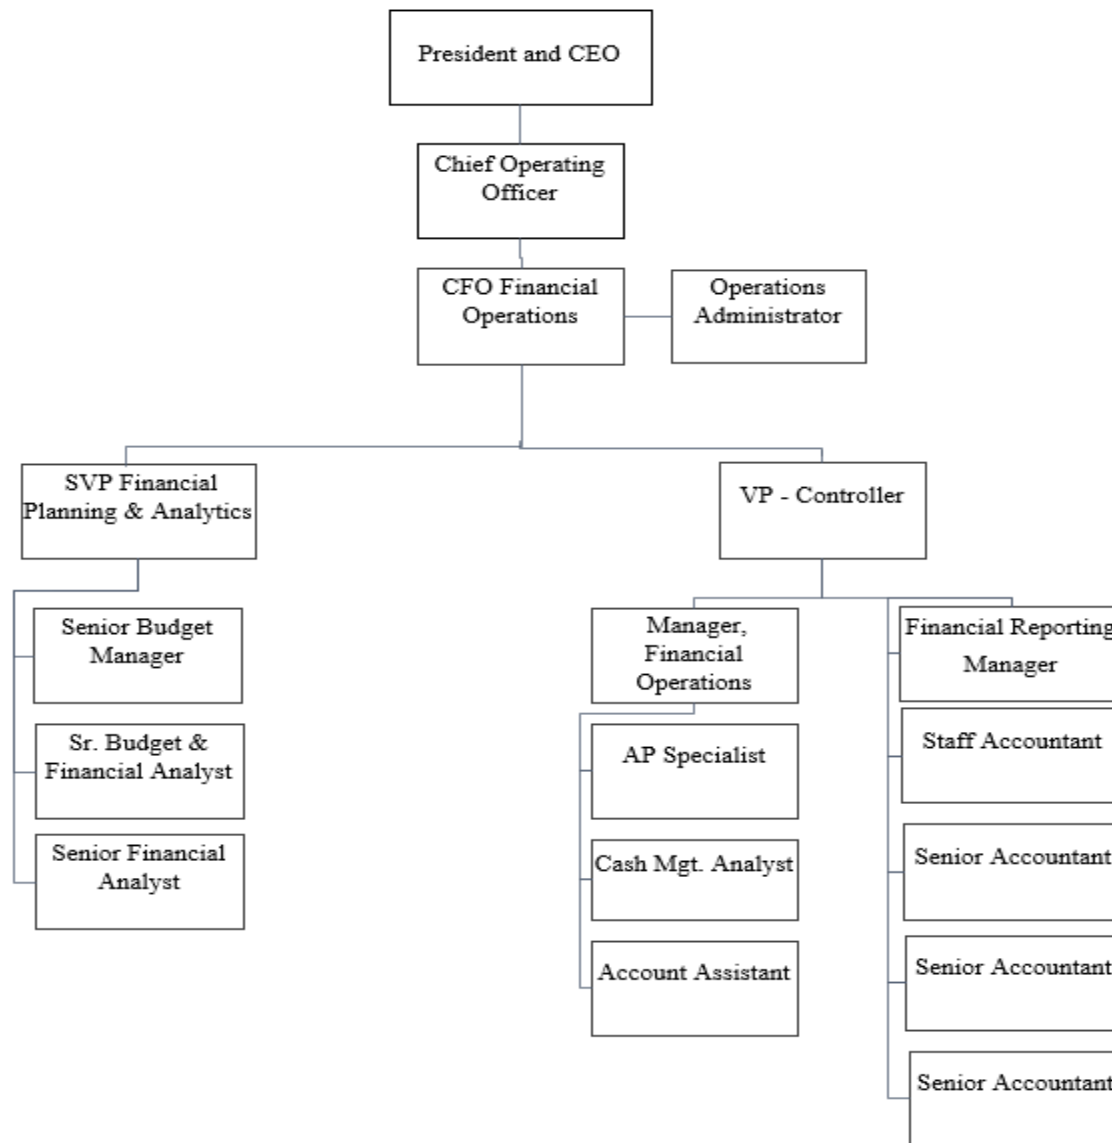 President and CEO
Chief Operating
Officer
CFO Financial
Operations
Operations
Administrator
SVP Financial
Planning & Analytics
VP - Controller
Senior Budget
Manager
Sr. Budget &
Financial Analyst
Senior Financial
Analyst
Manager,
Financial
Operations
AP Specialist
Cash Mgt. Analyst
Account Assistant
Financial Reporting
Manager
Staff Accountant
Senior Accountant
Senior Accountant
Senior Accountant